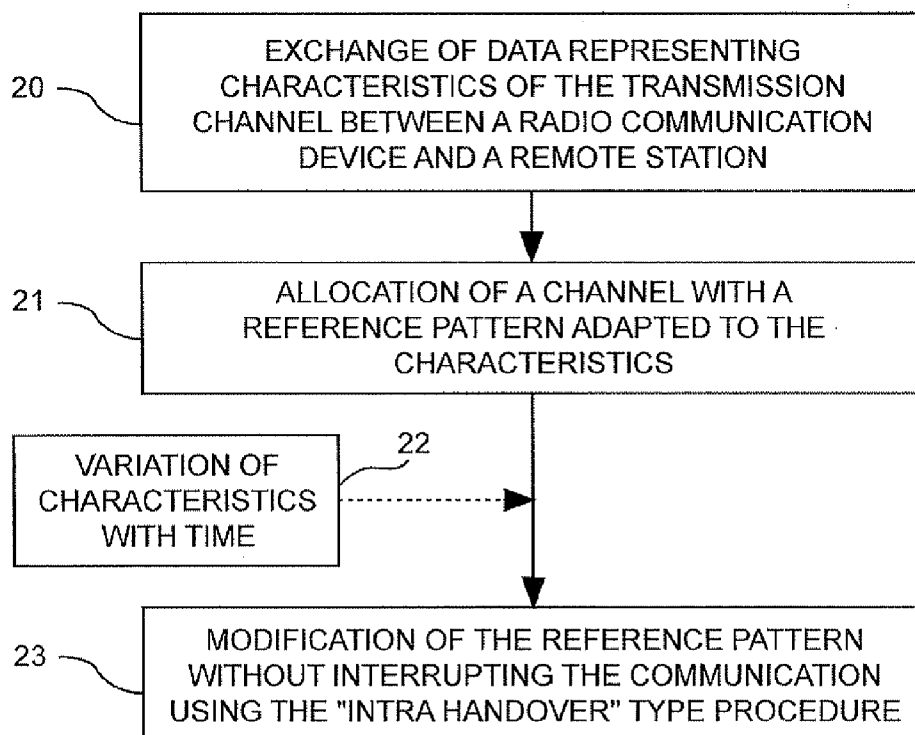 20
EXCHANGE OF DATA REPRESENTING
CHARACTERISTICS OF THE TRANSMISSION
CHANNEL BETWEEN A RADIO COMMUNICATION
DEVICE AND A REMOTE STATION
21
ALLOCATION OF A CHANNEL WITH A
REFERENCE PATTERN ADAPTED TO THE
CHARACTERISTICS
22
VARIATION OF
CHARACTERISTICS
WITH TIME
23
MODIFICATION OF THE REFERENCE PATTERN
WITHOUT INTERRUPTING THE COMMUNICATION
USING THE "INTRA HANDOVER" TYPE PROCEDURE